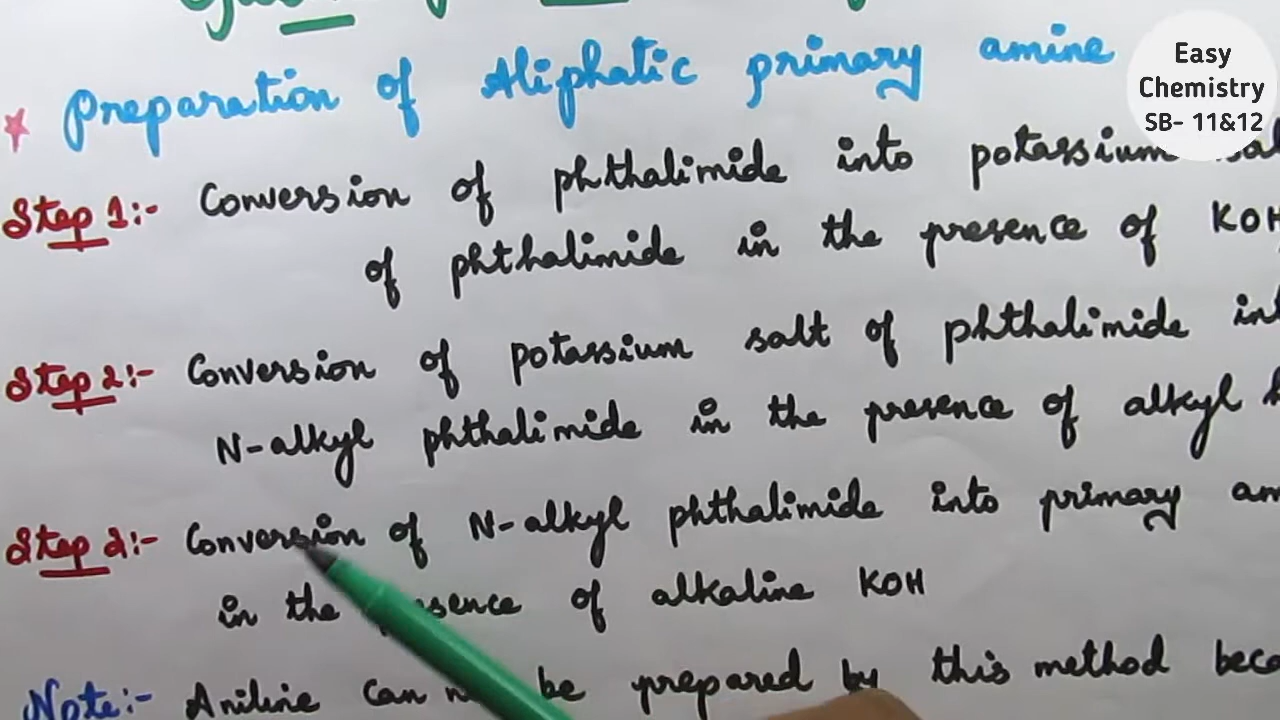 Easy
Chemistry
SB- 11&12
* Preparation of Aliphatic primary amine
Step 1:- Conversion of phthalimide into potassium
of phthalimide in the presence of KOH
Step 2:- Conversion of potassium salt of phthalimide
N-alkyl phthalimide in the presence of alkyl
Step 2:- Conversion of N-alkyl phthalimide into primary
in the presence of alkaline KOH
Note:- Aniline can be prepared by this method